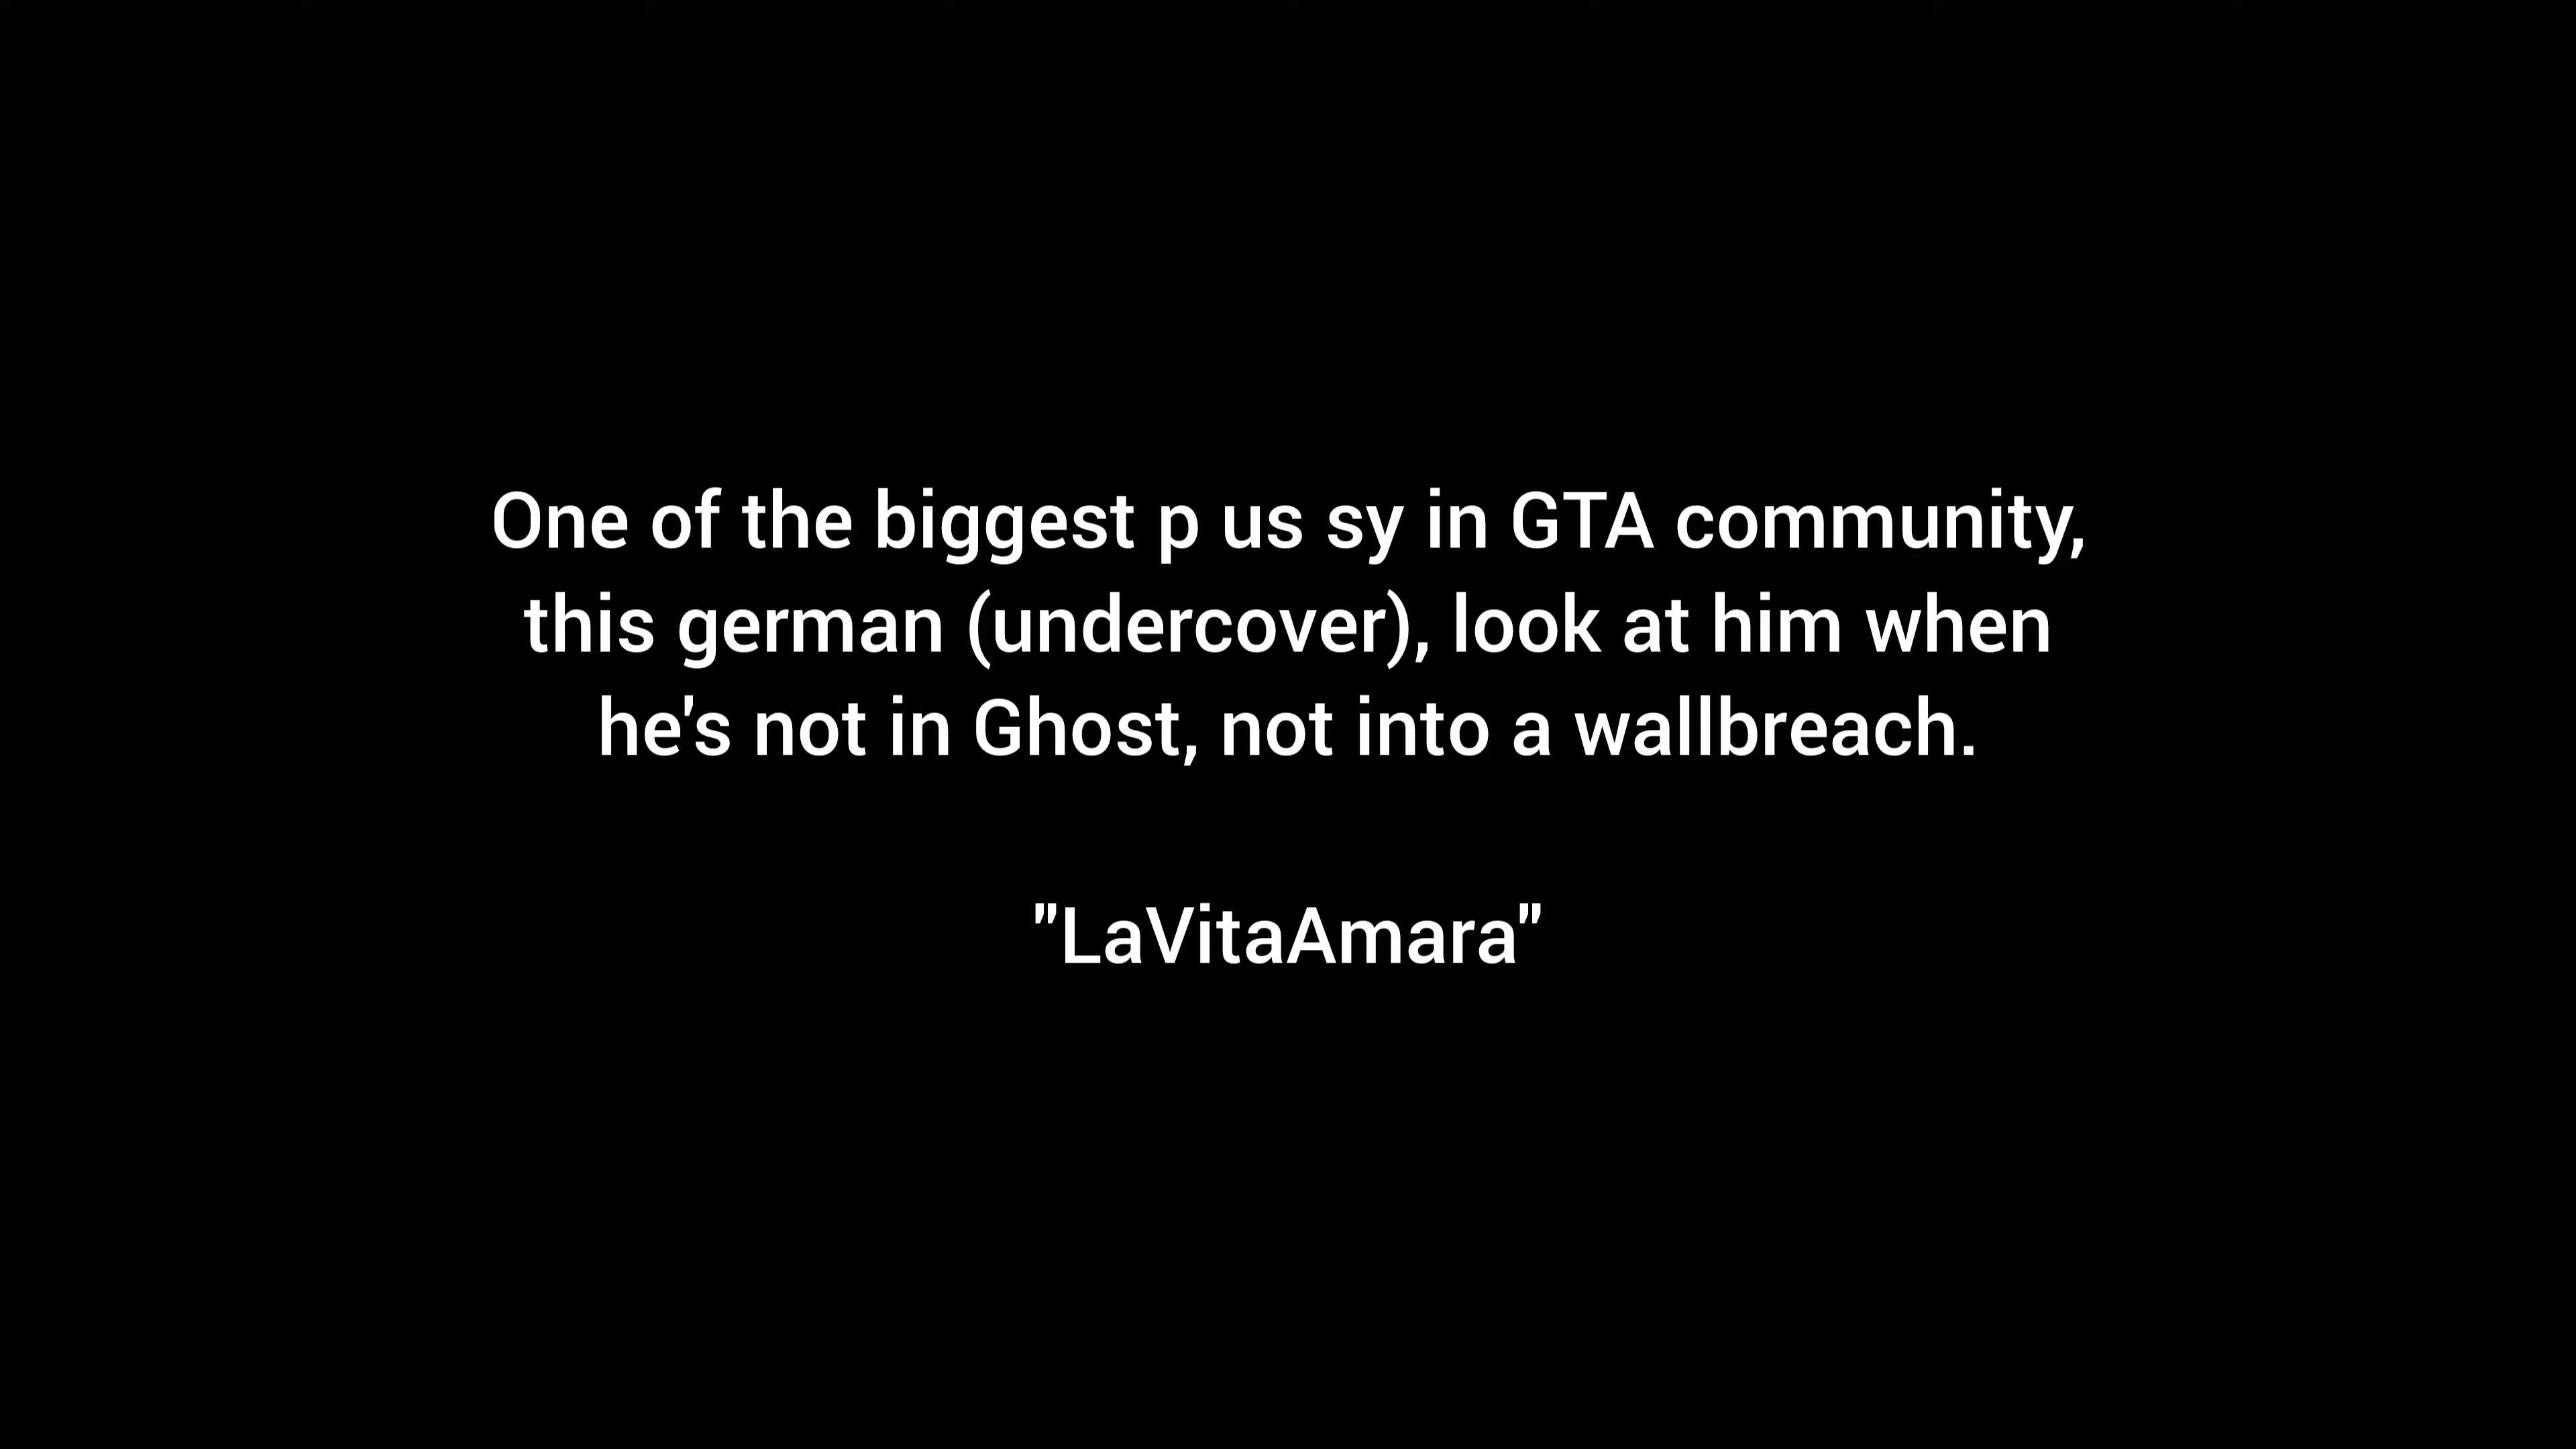 One of the biggest p us sy in GTA community,
this german (undercover), look at him when
he's not in Ghost, not into a wallbreach.
"LaVitaAmara"